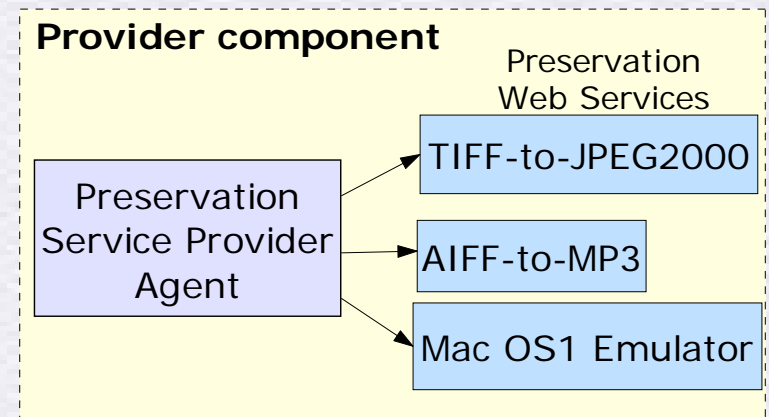 Provider component
Preservation
Web Services
TIFF-to-JPEG2000
Preservation
Service Provider
Agent
AIFF-to-MP3
Mac OS1 Emulator